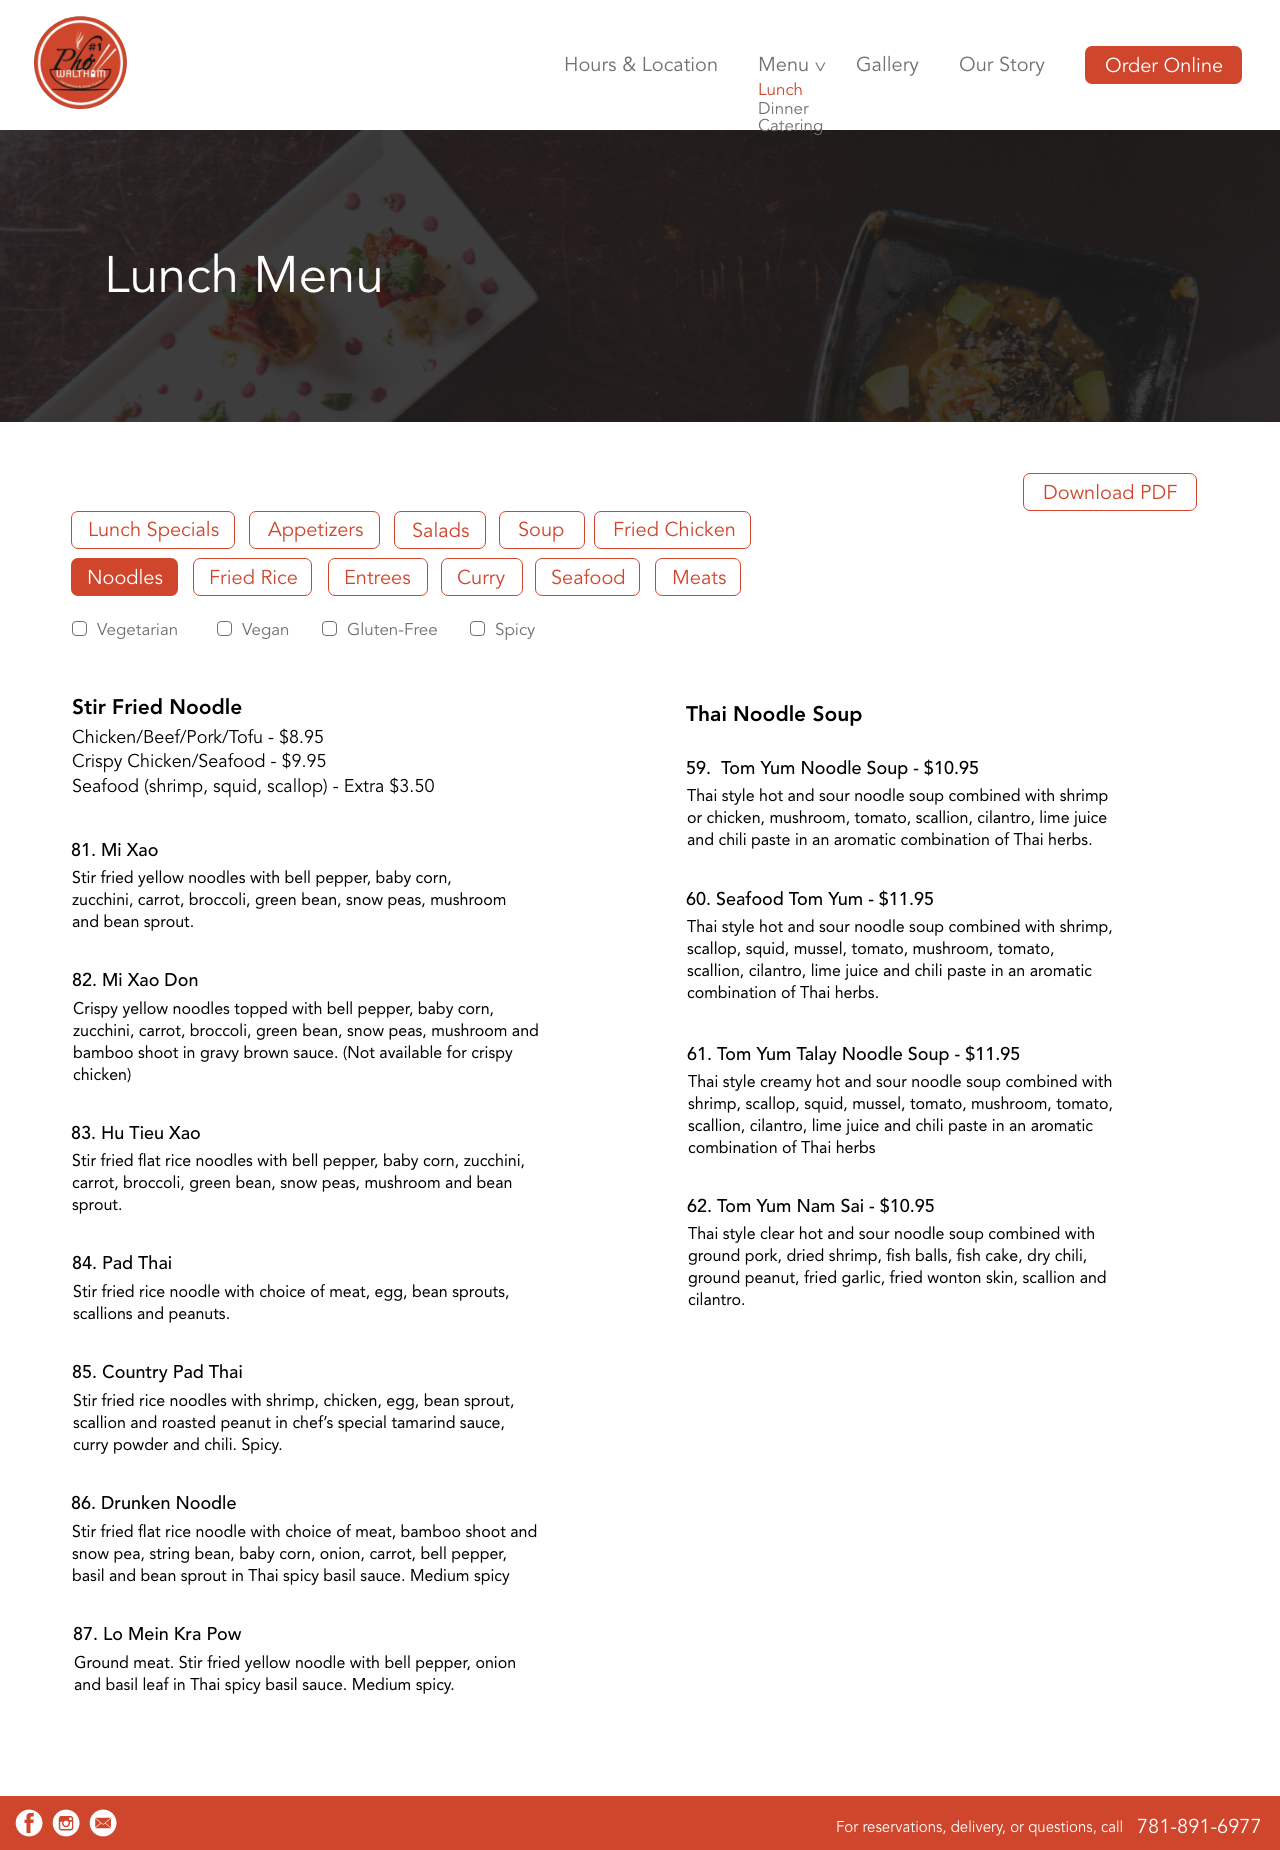 #1
Phở
WALTHAM
Hours & Location
Menu v
Gallery
Our Story
Order Online
Lunch
Dinner
Catering
Lunch Menu
Download PDF
Lunch Specials
Appetizers
Salads
Soup
Fried Chicken
Noodles
Fried Rice
Entrees
Curry
Seafood
Meats
Vegetarian
Vegan
Gluten-Free
Spicy
Stir Fried Noodle
Chicken/Beef/Pork/Tofu - $8.95
Crispy Chicken/Seafood - $9.95
Seafood (shrimp, squid, scallop) - Extra $3.50
81. Mi Xao
Stir fried yellow noodles with bell pepper, baby corn,
zucchini, carrot, broccoli, green bean, snow peas, mushroom
and bean sprout.
82. Mi Xao Don
Crispy yellow noodles topped with bell pepper, baby corn,
zucchini, carrot, broccoli, green bean, snow peas, mushroom and
bamboo shoot in gravy brown sauce. (Not available for crispy
chicken)
83. Hu Tieu Xao
Stir fried flat rice noodles with bell pepper, baby corn, zucchini,
carrot, broccoli, green bean, snow peas, mushroom and bean
sprout.
84. Pad Thai
Stir fried rice noodle with choice of meat, egg, bean sprouts,
scallions and peanuts.
85. Country Pad Thai
Stir fried rice noodles with shrimp, chicken, egg, bean sprout,
scallion and roasted peanut in chef’s special tamarind sauce,
curry powder and chili. Spicy.
86. Drunken Noodle
Stir fried flat rice noodle with choice of meat, bamboo shoot and
snow pea, string bean, baby corn, onion, carrot, bell pepper,
basil and bean sprout in Thai spicy basil sauce. Medium spicy
87. Lo Mein Kra Pow
Ground meat. Stir fried yellow noodle with bell pepper, onion
and basil leaf in Thai spicy basil sauce. Medium spicy.
Thai Noodle Soup
59. Tom Yum Noodle Soup - $10.95
Thai style hot and sour noodle soup combined with shrimp
or chicken, mushroom, tomato, scallion, cilantro, lime juice
and chili paste in an aromatic combination of Thai herbs.
60. Seafood Tom Yum - $11.95
Thai style hot and sour noodle soup combined with shrimp,
scallop, squid, mussel, tomato, mushroom, tomato,
scallion, cilantro, lime juice and chili paste in an aromatic
combination of Thai herbs.
61. Tom Yum Talay Noodle Soup - $11.95
Thai style creamy hot and sour noodle soup combined with
shrimp, scallop, squid, mussel, tomato, mushroom, tomato,
scallion, cilantro, lime juice and chili paste in an aromatic
combination of Thai herbs
62. Tom Yum Nam Sai - $10.95
Thai style clear hot and sour noodle soup combined with
ground pork, dried shrimp, fish balls, fish cake, dry chili,
ground peanut, fried garlic, fried wonton skin, scallion and
cilantro.
For reservations, delivery, or questions, call 781-891-6977